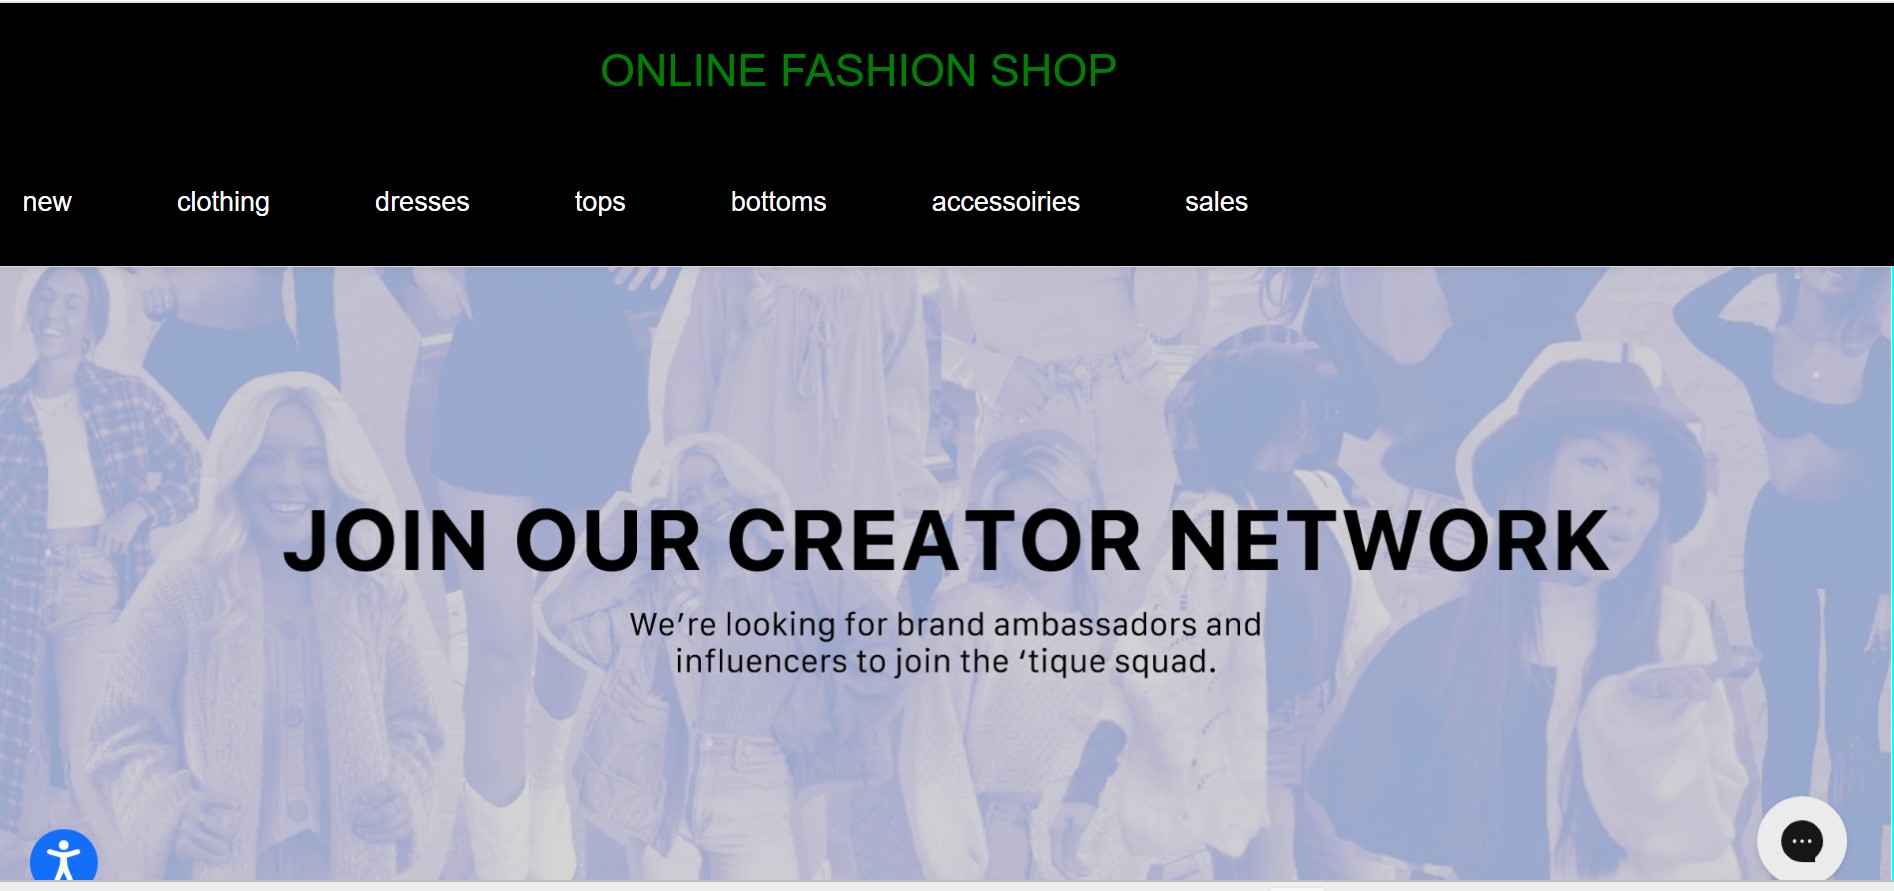 ONLINE FASHION SHOP
new clothing dresses tops bottoms accessoiries sales
JOIN OUR CREATOR NETWORK
We’re looking for brand ambassadors and
influencers to join the ‘tique squad.